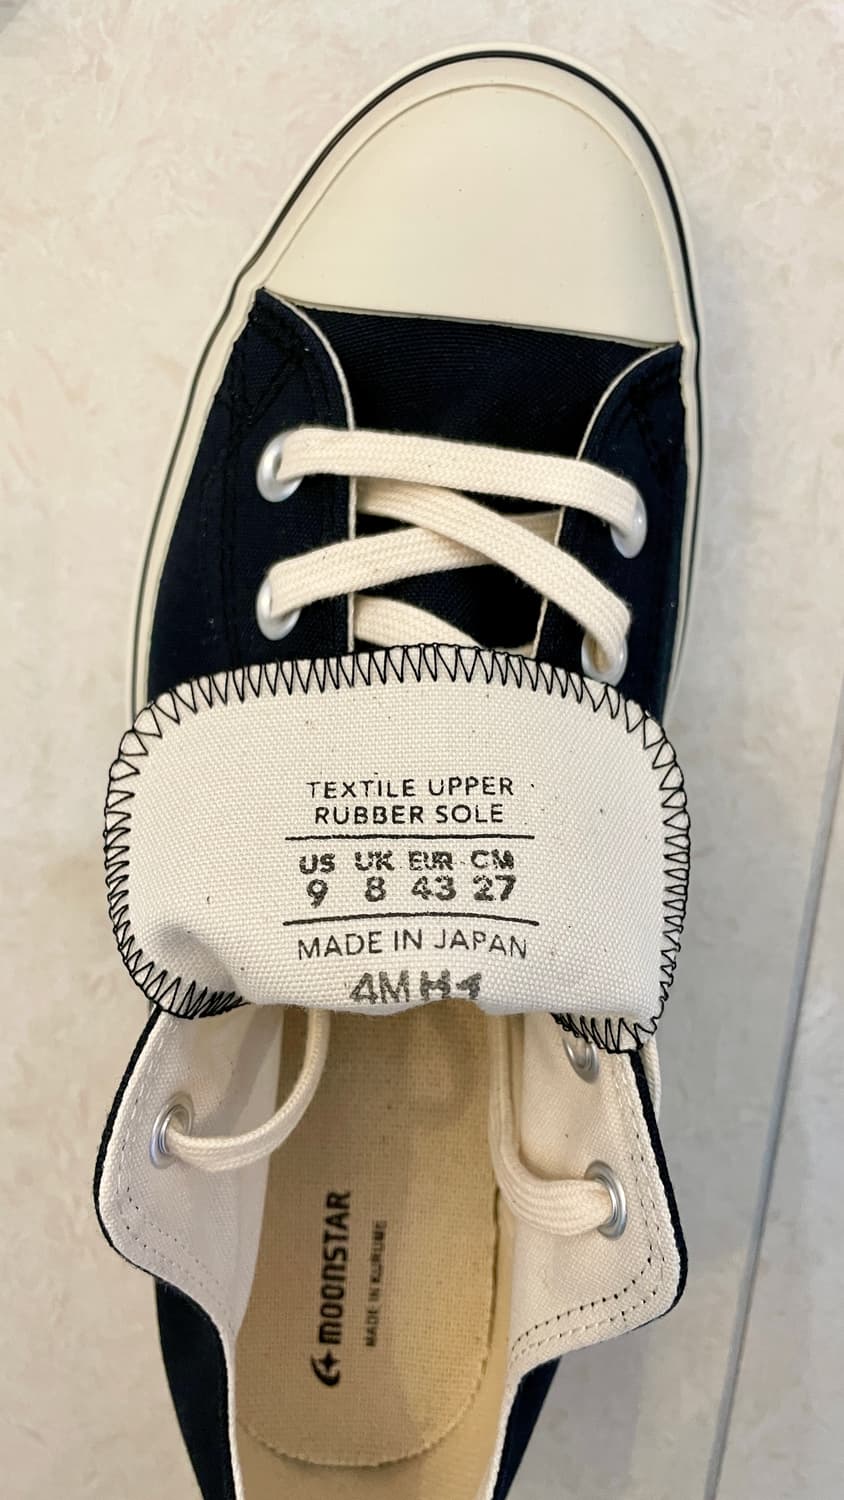 TEXTILE UPPER
RUBBER SOLE
US UK EUR CM
9 8 43 27
MADE IN JAPAN
4M
MOONSTAR
MADE IN KURUME